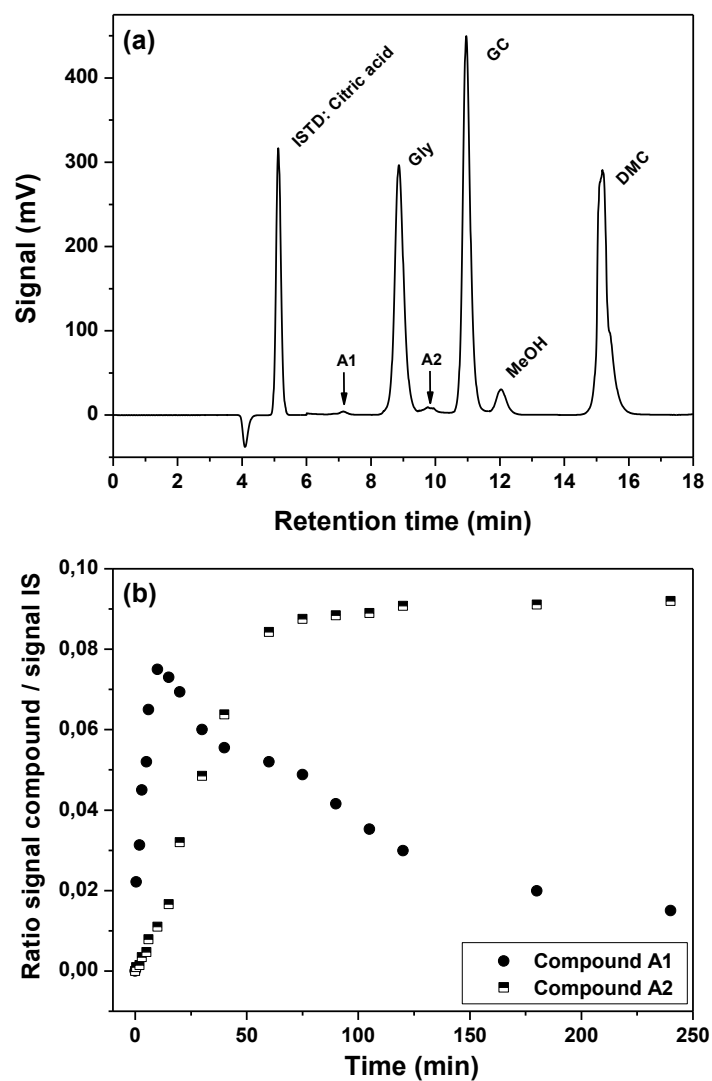 (a)
GC
ISTD: Citric acid
Gly
DMC
A1
A2
MeOH
Signal (mV)
400
300
200
100
0
0 2 4 6 8 10 12 14 16 18
Retention time (min)
(b)
Ratio signal compound / signal IS
0,10
0,08
0,06
0,04
0,02
0,00
Compound A1
Compound A2
0 50 100 150 200 250
Time (min)